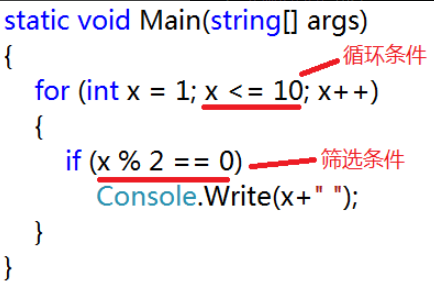 static void Main(string[] args)
{
循环条件
for (int x = 1; x <= 10; x++)
{
if (x % 2 == 0)
筛选条件
Console.Write(x+" ");
}
}